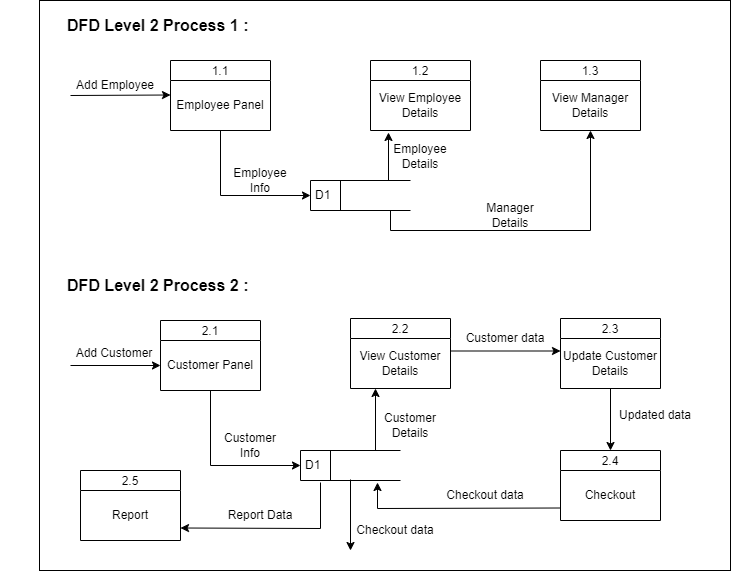 DFD Level 2 Process 1 :
1.1
1.2
1.3
Add Employee
Employee Panel
View Employee
Details
View Manager
Details
Employee
Details
Employee
Info
D1
Manager
Details
DFD Level 2 Process 2 :
2.1
2.2
2.3
Add Customer
Customer Panel
View Customer
Details
Customer data
Update Customer
Details
Updated data
Customer
Details
Customer
Info
D1
2.4
Checkout
2.5
Report
Report Data
Checkout data
Checkout data